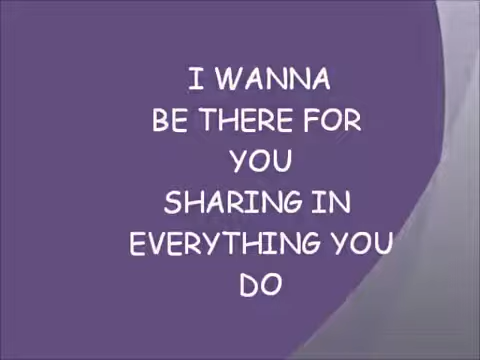 I WANNA
BE THERE FOR
YOU
SHARING IN
EVERYTHING YOU
DO